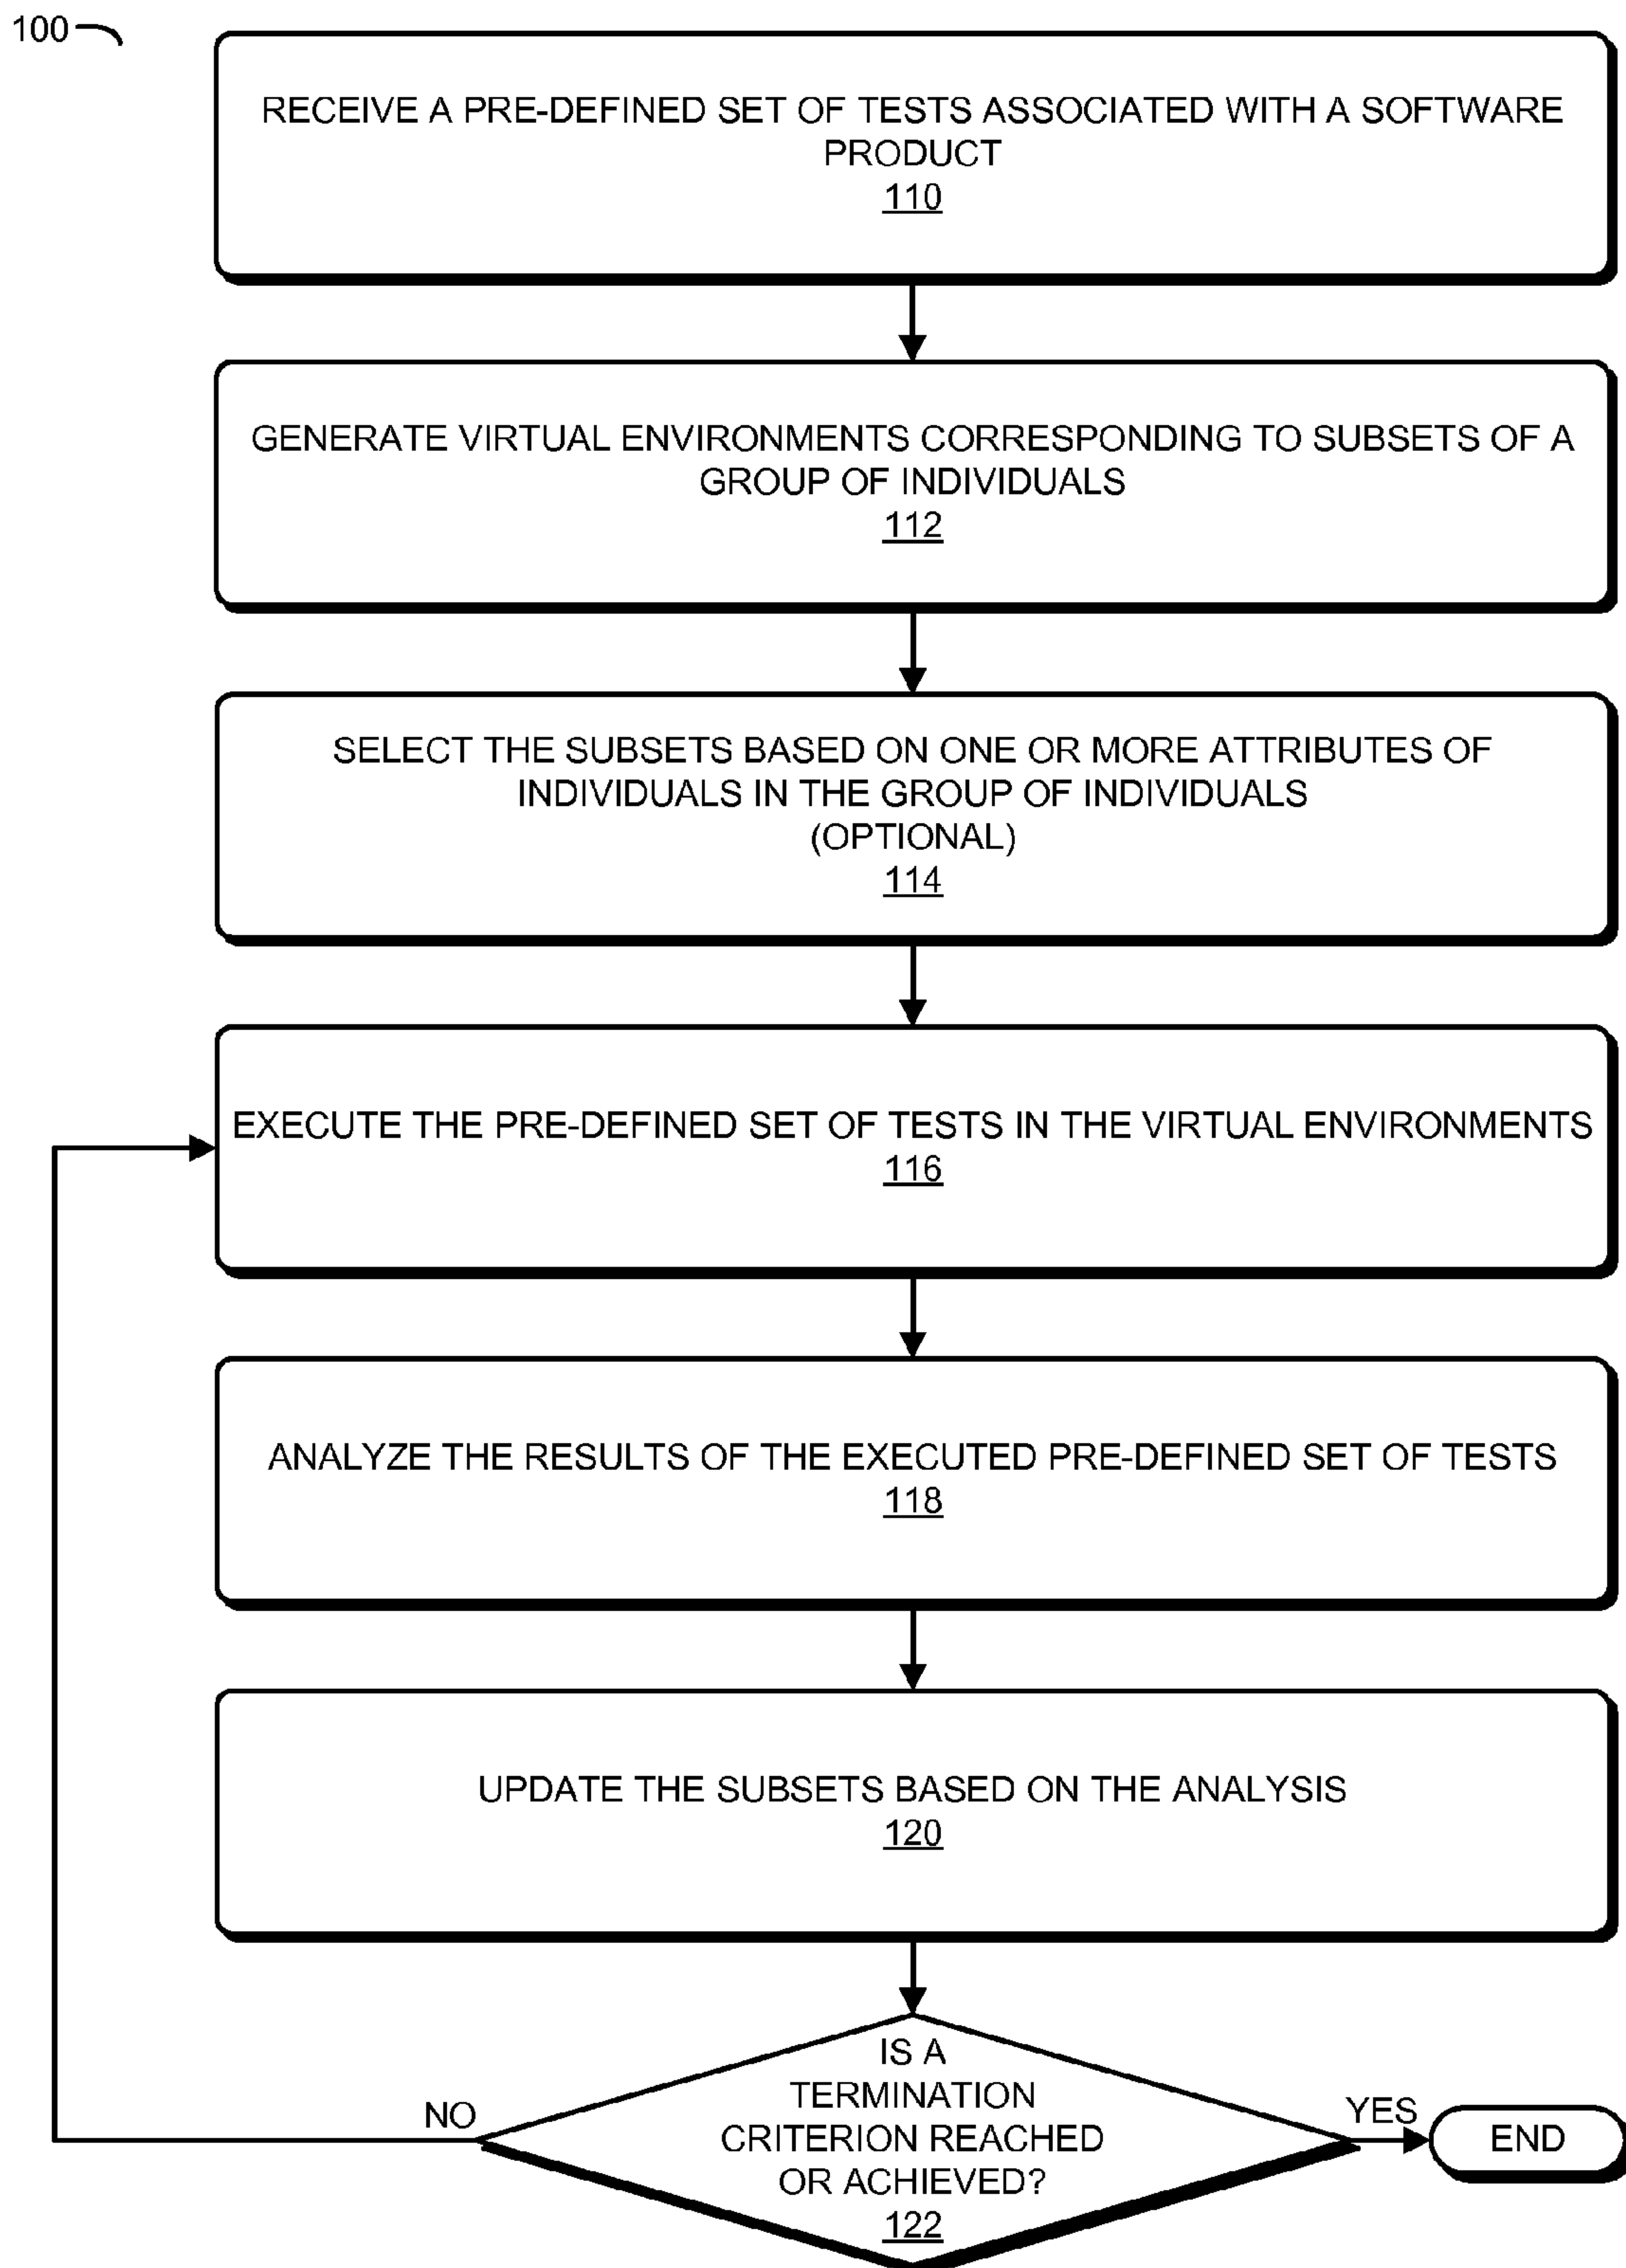 100
RECEIVE A PRE-DEFINED SET OF TESTS ASSOCIATED WITH A SOFTWARE
PRODUCT
110
GENERATE VIRTUAL ENVIRONMENTS CORRESPONDING TO SUBSETS OF A
GROUP OF INDIVIDUALS
112
SELECT THE SUBSETS BASED ON ONE OR MORE ATTRIBUTES OF
INDIVIDUALS IN THE GROUP OF INDIVIDUALS
(OPTIONAL)
114
EXECUTE THE PRE-DEFINED SET OF TESTS IN THE VIRTUAL ENVIRONMENTS
116
ANALYZE THE RESULTS OF THE EXECUTED PRE-DEFINED SET OF TESTS
118
UPDATE THE SUBSETS BASED ON THE ANALYSIS
120
IS A
TERMINATION
CRITERION REACHED
OR ACHIEVED?
122
NO
YES
END